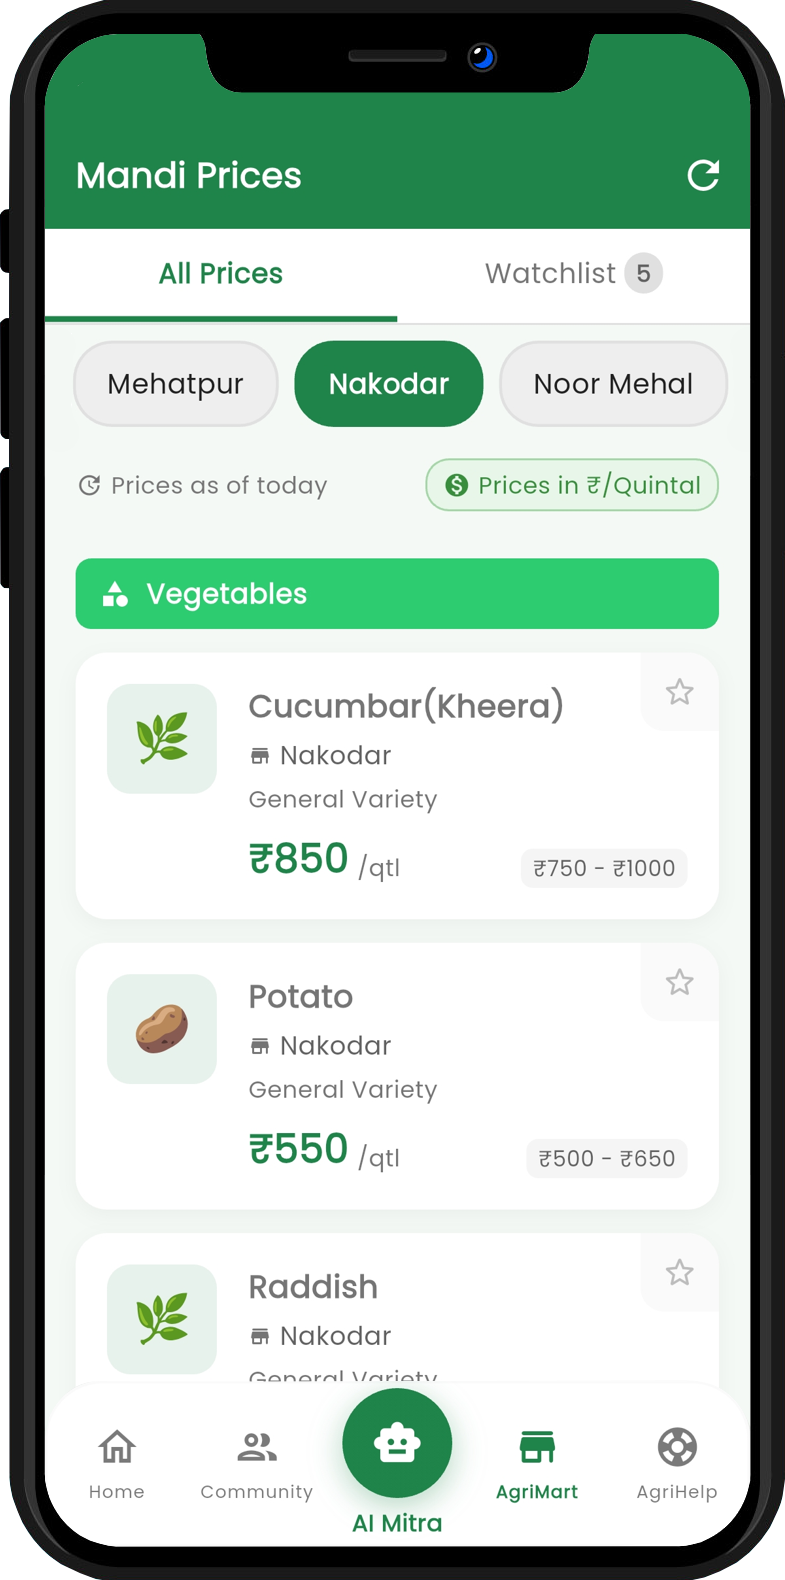 Mandi Prices
All Prices
Watchlist 5
Mehatpur
Nakodar
Noor Mehal
Prices as of today
Prices in ₹/Quintal
Vegetables
Cucumbar(Kheera)
Nakodar
General Variety
₹850 /qtl
₹750 - ₹1000
Potato
Nakodar
General Variety
₹550 /qtl
₹500 - ₹650
Raddish
Nakodar
General Variety
Home
Community
AI Mitra
AgriMart
AgriHelp